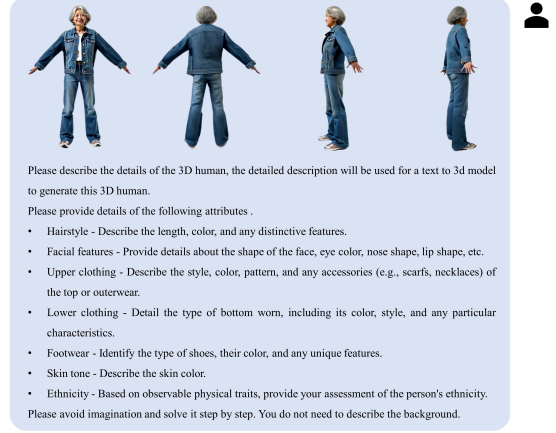 Please describe the details of the 3D human, the detailed description will be used for a text to 3d model
to generate this 3D human.
Please provide details of the following attributes .
• Hairstyle - Describe the length, color, and any distinctive features.
• Facial features - Provide details about the shape of the face, eye color, nose shape, lip shape, etc.
• Upper clothing - Describe the style, color, pattern, and any accessories (e.g., scarfs, necklaces) of
the top or outerwear.
• Lower clothing - Detail the type of bottom worn, including its color, style, and any particular
characteristics.
• Footwear - Identify the type of shoes, their color, and any unique features.
• Skin tone - Describe the skin color.
• Ethnicity - Based on observable physical traits, provide your assessment of the person's ethnicity.
Please avoid imagination and solve it step by step. You do not need to describe the background.